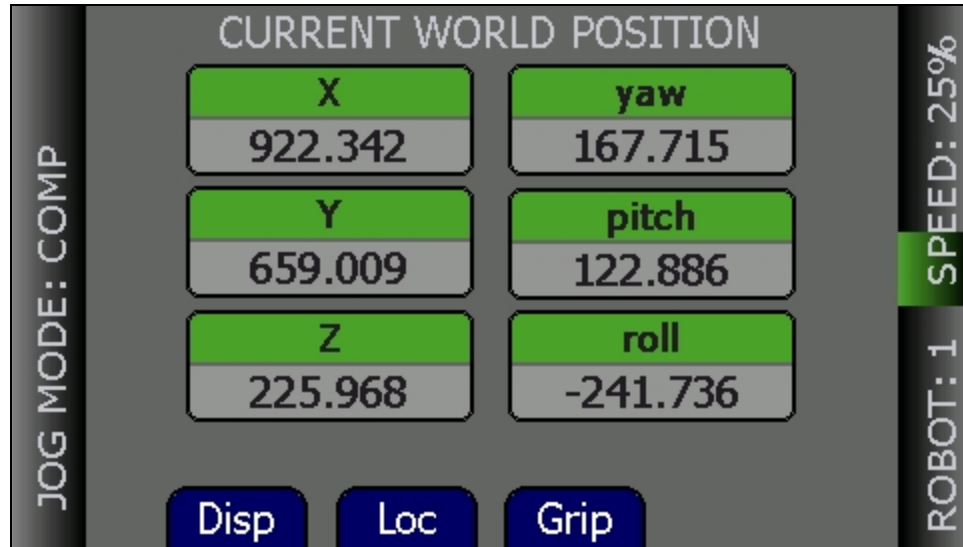 CURRENT WORLD POSITION
X
922.342
yaw
167.715
Y
659.009
pitch
122.886
Z
225.968
roll
-241.736
Disp
Loc
Grip
JOG MODE: COMP
SPEED: 25%
ROBOT: 1